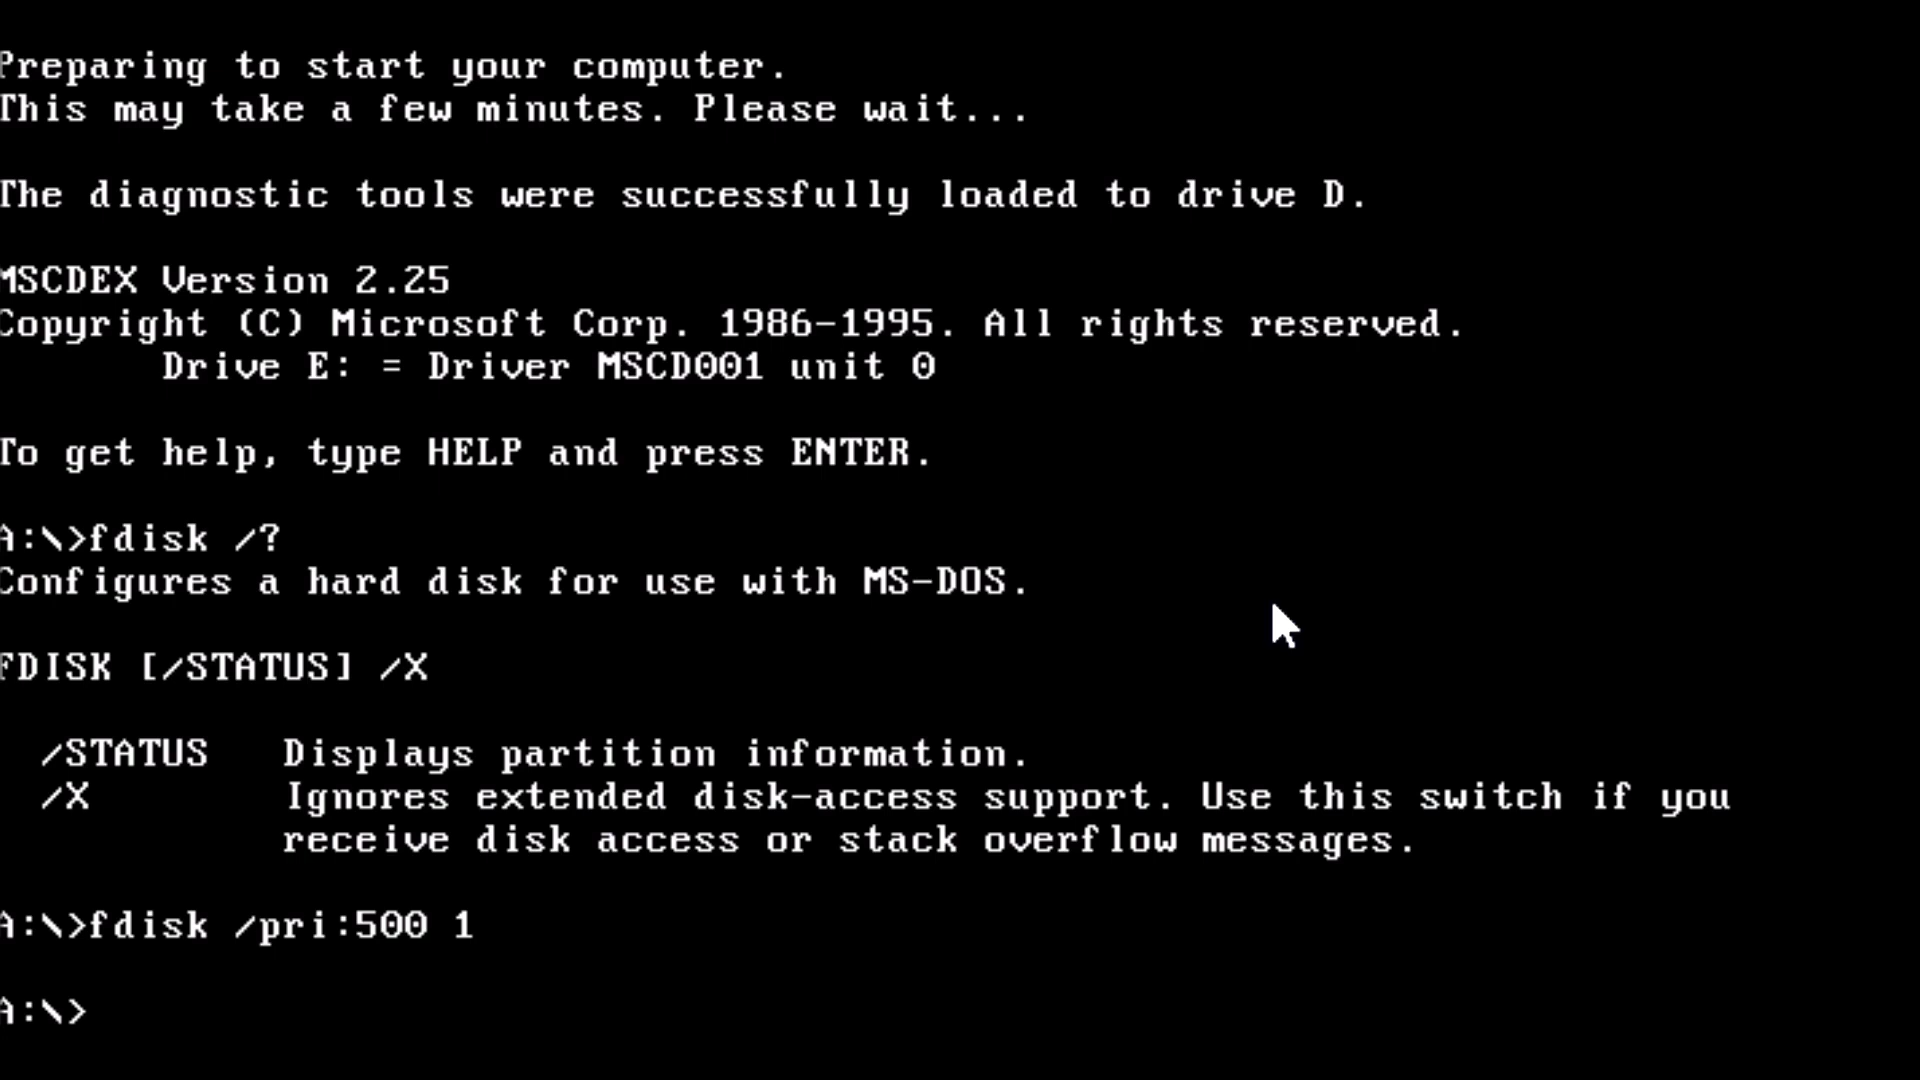 Preparing to start your computer.
This may take a few minutes. Please wait...
The diagnostic tools were successfully loaded to drive D.
MSCDEX Version 2.25
Copyright (C) Microsoft Corp. 1986-1995. All rights reserved.
Drive E: = Driver MSCD001 unit 0
To get help, type HELP and press ENTER.
A:\>fdisk /?
Configures a hard disk for use with MS-DOS.
FDISK [/STATUS] /X
/STATUS   Displays partition information.
/X        Ignores extended disk-access support. Use this switch if you
receive disk access or stack overflow messages.
A:\>fdisk /pri:500 1
A:\>